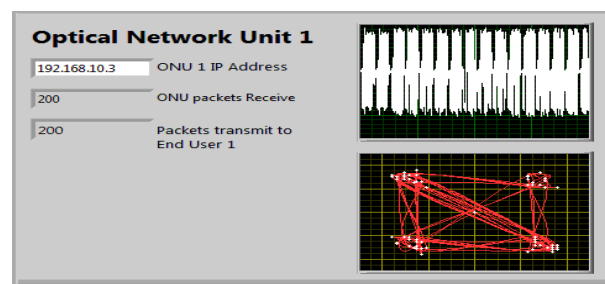 Optical Network Unit 1
192.168.10.3 ONU 1 IP Address
200 ONU packets Receive
200 Packets transmit to
End User 1